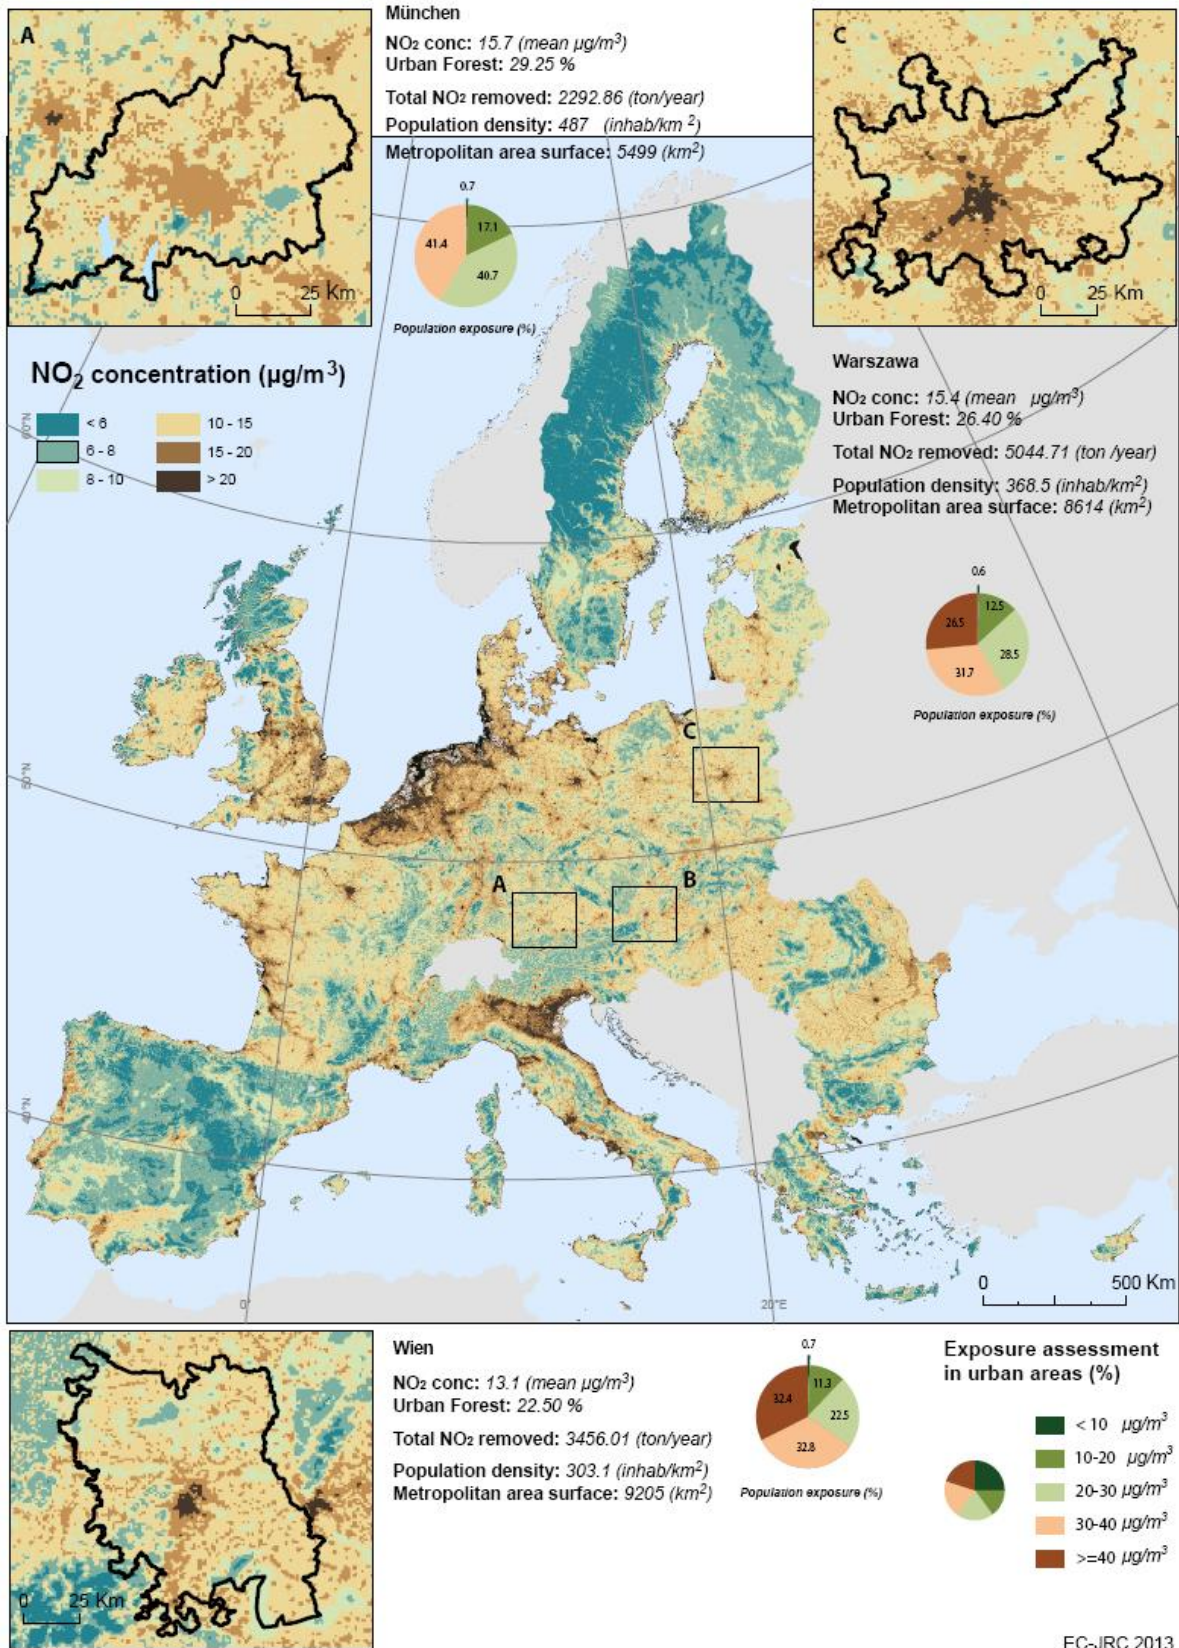 A
München
NO2 conc: 15.7 (mean µg/m3)
Urban Forest: 29.25 %
Total NO2 removed: 2292.86 (ton/year)
Population density: 487 (inhab/km 2)
Metropolitan area surface: 5499 (km2)
0.7
17.1
41.4
40.7
Population exposure (%)
0 25 Km
C
0 25 Km
NO2 concentration (µg/m3)
< 6
6 - 8
8 - 10
10 - 15
15 - 20
> 20
Warszawa
NO2 conc: 15.4 (mean µg/m3)
Urban Forest: 26.40 %
Total NO2 removed: 5044.71 (ton /year)
Population density: 368.5 (inhab/km2)
Metropolitan area surface: 8614 (km2)
0.6
12.5
26.5
28.5
31.7
Population exposure (%)
60°N
50°N
40°N
C
A
B
0°
20°E
0 500 Km
0 25 Km
Wien
NO2 conc: 13.1 (mean µg/m3)
Urban Forest: 22.50 %
Total NO2 removed: 3456.01 (ton/year)
Population density: 303.1 (inhab/km2)
Metropolitan area surface: 9205 (km2)
0.7
11.3
32.4
22.5
32.8
Population exposure (%)
Exposure assessment
in urban areas (%)
< 10 µg/m3
10-20 µg/m3
20-30 µg/m3
30-40 µg/m3
>=40 µg/m3
EC-JRC 2013